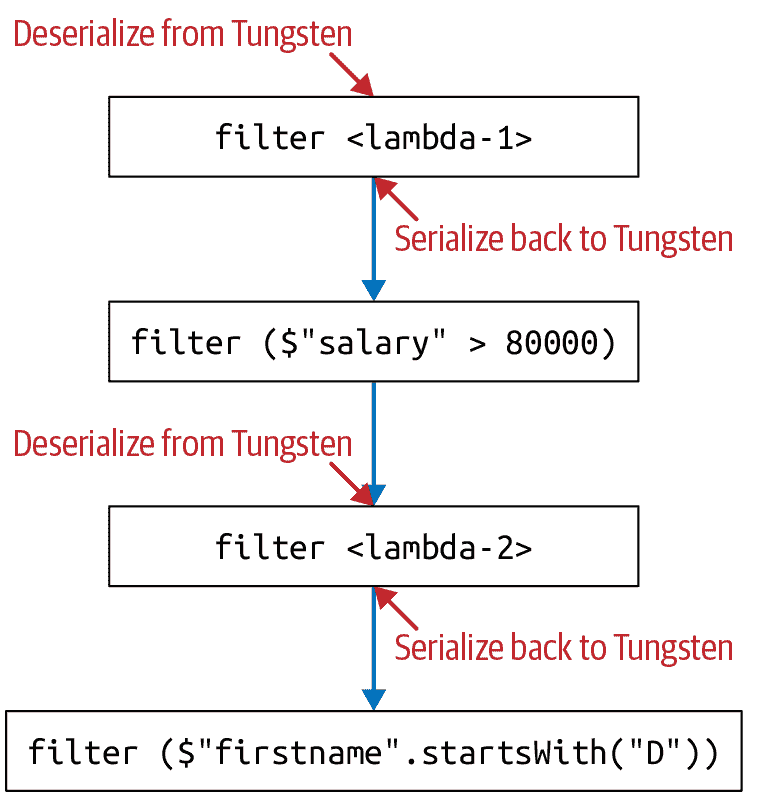 Deserialize from Tungsten
filter <lambda-1>
Serialize back to Tungsten
filter ($"salary" > 80000)
Deserialize from Tungsten
filter <lambda-2>
Serialize back to Tungsten
filter ($"firstname".startsWith("D"))